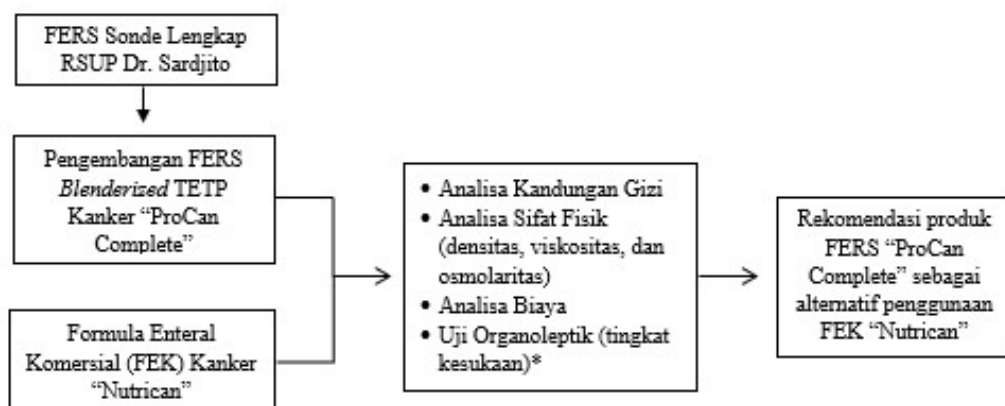 FERS Sonde Lengkap
RSUP Dr. Sardjito
Pengembangan FERS
Blenderized TETP
Kanker “ProCan
Complete”
Formula Enteral
Komersial (FEK) Kanker
“Nutrican”
• Analisa Kandungan Gizi
• Analisa Sifat Fisik
(densitas, viskositas, dan
osmolaritas)
• Analisa Biaya
• Uji Organoleptik (tingkat
kesukaan)*
Rekomendasi produk
FERS “ProCan
Complete” sebagai
alternatif penggunaan
FEK “Nutrican”